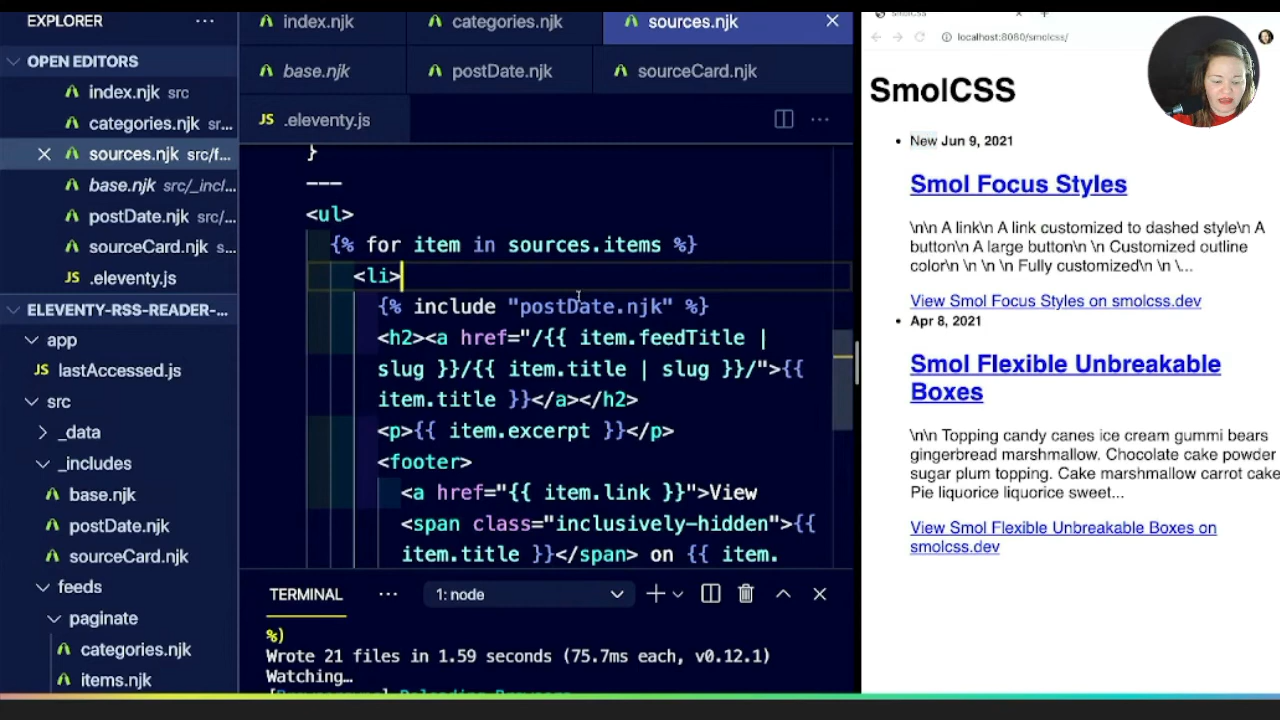 EXPLORER
OPEN EDITORS
index.njk src
categories.njk sr...
sources.njk src/f...
base.njk src/_incl...
postDate.njk src/...
sourceCard.njk s...
JS .eleventy.js
ELEVENTY-RSS-READER-...
app
JS lastAccessed.js
src
_data
_includes
base.njk
postDate.njk
sourceCard.njk
feeds
paginate
categories.njk
items.njk
index.njk
categories.njk
sources.njk
base.njk
postDate.njk
sourceCard.njk
JS .eleventy.js
}
---
<ul>
{% for item in sources.items %}
<li>
{% include "postDate.njk" %}
<h2><a href="/{{ item.feedTitle |
slug }}/{{ item.title | slug }}/">{{
item.title }}</a></h2>
<p>{{ item.excerpt }}</p>
<footer>
<a href="{{ item.link }}">View
<span class="inclusively-hidden">{{
item.title }}</span> on {{ item.
TERMINAL
1: node
%)
Wrote 21 files in 1.59 seconds (75.7ms each, v0.12.1)
Watching…
SmolCSS
localhost:8080/smolcss/
SmolCSS
New Jun 9, 2021
Smol Focus Styles
\n\n A link\n A link customized to dashed style\n A
button\n A large button\n \n Customized outline
color\n \n \n \n Fully customized\n \n \...
View Smol Focus Styles on smolcss.dev
Apr 8, 2021
Smol Flexible Unbreakable
Boxes
\n\n Topping candy canes ice cream gummi bears
gingerbread marshmallow. Chocolate cake powder
sugar plum topping. Cake marshmallow carrot cake
Pie liquorice liquorice sweet...
View Smol Flexible Unbreakable Boxes on
smolcss.dev